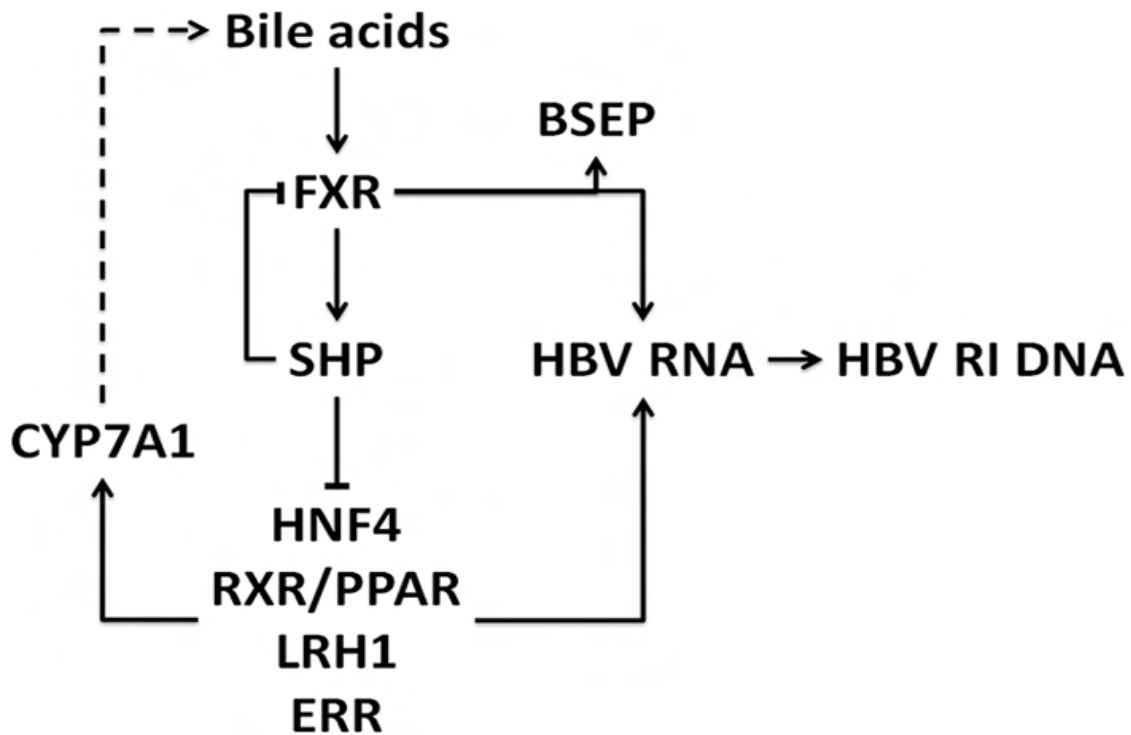 Bile acids
BSEP
FXR
SHP
HBV RNA
HBV RI DNA
CYP7A1
HNF4
RXR/PPAR
LRH1
ERR